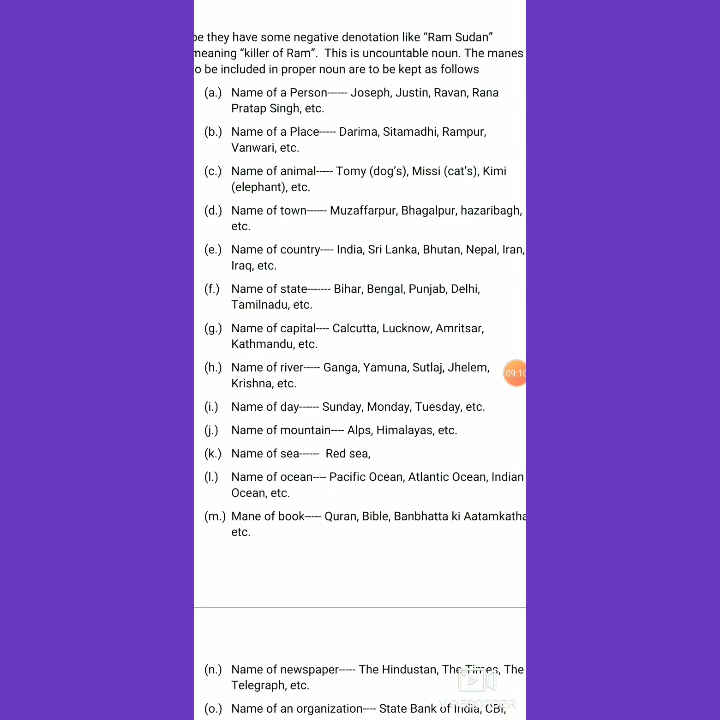 be they have some negative denotation like “Ram Sudan”
meaning “killer of Ram”. This is uncountable noun. The manes
to be included in proper noun are to be kept as follows
(a.) Name of a Person------ Joseph, Justin, Ravan, Rana
Pratap Singh, etc.
(b.) Name of a Place----- Darima, Sitamadhi, Rampur,
Vanwari, etc.
(c.) Name of animal----- Tomy (dog's), Missi (cat's), Kimi
(elephant), etc.
(d.) Name of town------ Muzaffarpur, Bhagalpur, hazaribagh,
etc.
(e.) Name of country---- India, Sri Lanka, Bhutan, Nepal, Iran,
Iraq, etc.
(f.) Name of state------- Bihar, Bengal, Punjab, Delhi,
Tamilnadu, etc.
(g.) Name of capital---- Calcutta, Lucknow, Amritsar,
Kathmandu, etc.
(h.) Name of river----- Ganga, Yamuna, Sutlaj, Jhelem,
Krishna, etc.
09:10
(i.) Name of day------ Sunday, Monday, Tuesday, etc.
(j.) Name of mountain---- Alps, Himalayas, etc.
(k.) Name of sea------ Red sea,
(l.) Name of ocean---- Pacific Ocean, Atlantic Ocean, Indian
Ocean, etc.
(m.) Mane of book----- Quran, Bible, Banbhatta ki Aatamkatha
etc.
(n.) Name of newspaper----- The Hindustan, The Times, The
Telegraph, etc.
(o.) Name of an organization---- State Bank of India, CBI,